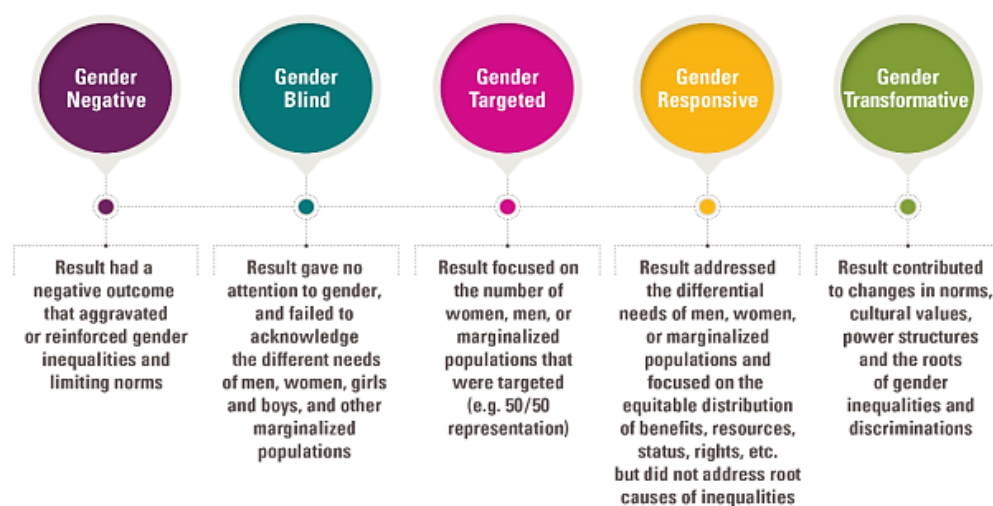 Gender
Negative
Gender
Blind
Gender
Targeted
Gender
Responsive
Gender
Transformative
Result had a
negative outcome
that aggravated
or reinforced gender
inequalities and
limiting norms
Result gave no
attention to gender,
and failed to
acknowledge
the different needs
of men, women, girls
and boys, and other
marginalized
populations
Result focused on
the number of
women, men, or
marginalized
populations that
were targeted
(e.g. 50/50
representation)
Result addressed
the differential
needs of men, women,
or marginalized
populations and
focused on the
equitable distribution
of benefits, resources,
status, rights, etc.
but did not address root
causes of inequalities
Result contributed
to changes in norms,
cultural values,
power structures
and the roots
of gender
inequalities and
discriminations